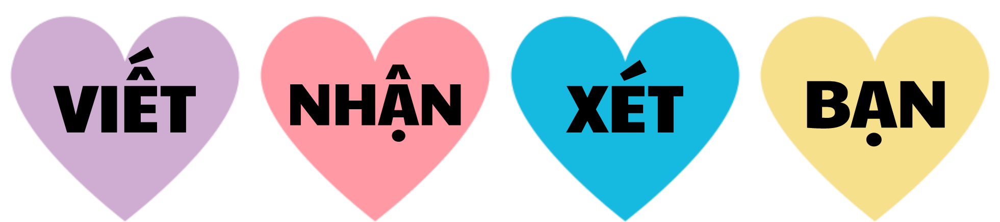 VIẾT NHẬN XÉT BẠN